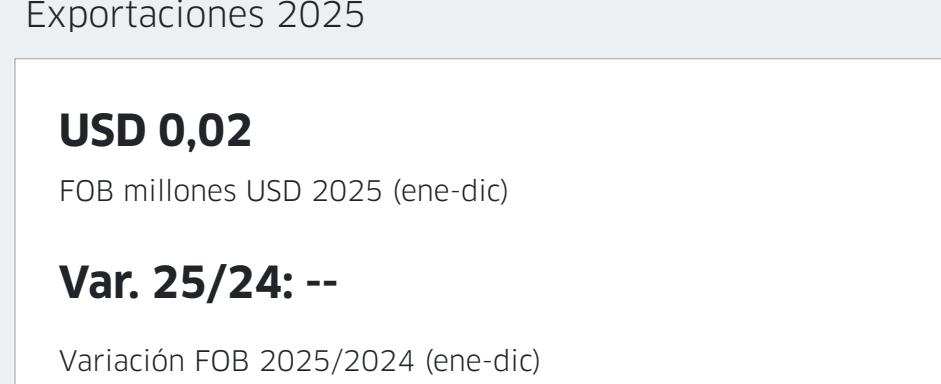 Exportaciones 2025
USD 0,02
FOB millones USD 2025 (ene-dic)
Var. 25/24: --
Variación FOB 2025/2024 (ene-dic)